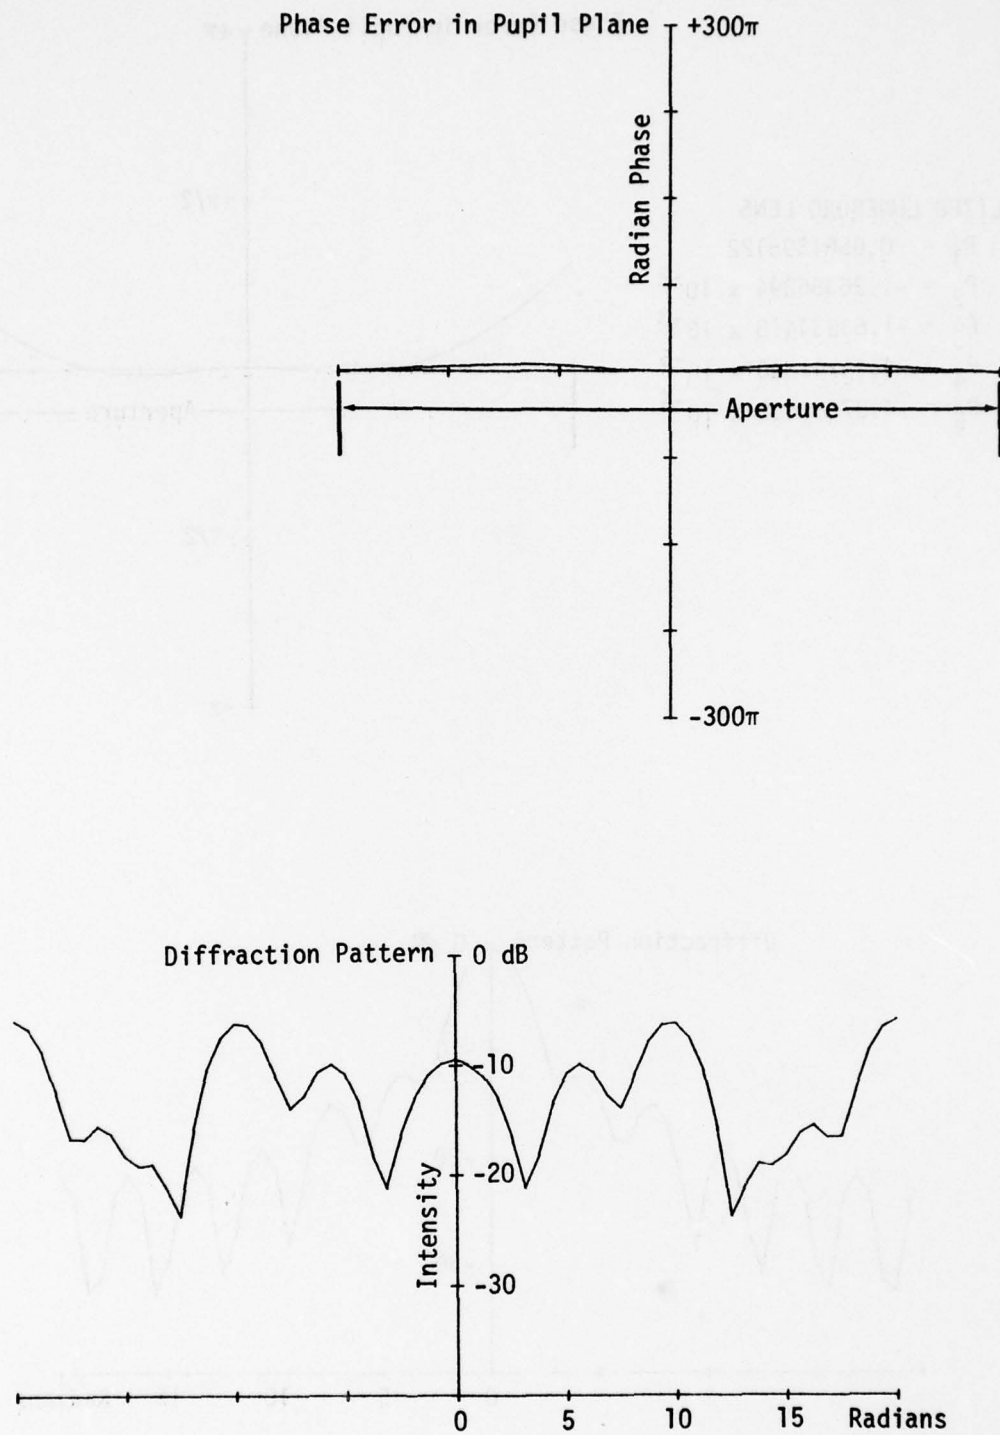 Phase Error in Pupil Plane
+300π
Radian Phase
Aperture
-300π
Diffraction Pattern
0 dB
-10
-20
Intensity
-30
0 5 10 15 Radians